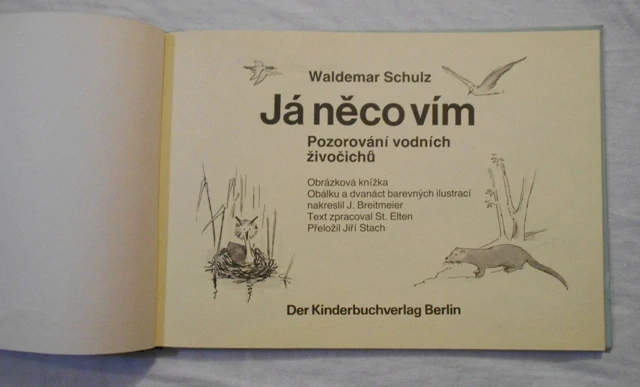 Waldemar Schulz
Já něco vím
Pozorování vodních
živočichů
Obrázková knížka
Obálku a dvanáct barevných ilustrací
nakreslil J. Breitmeier
Text zpracoval St. Elten
Přeložil Jiří Stach
Der Kinderbuchverlag Berlin